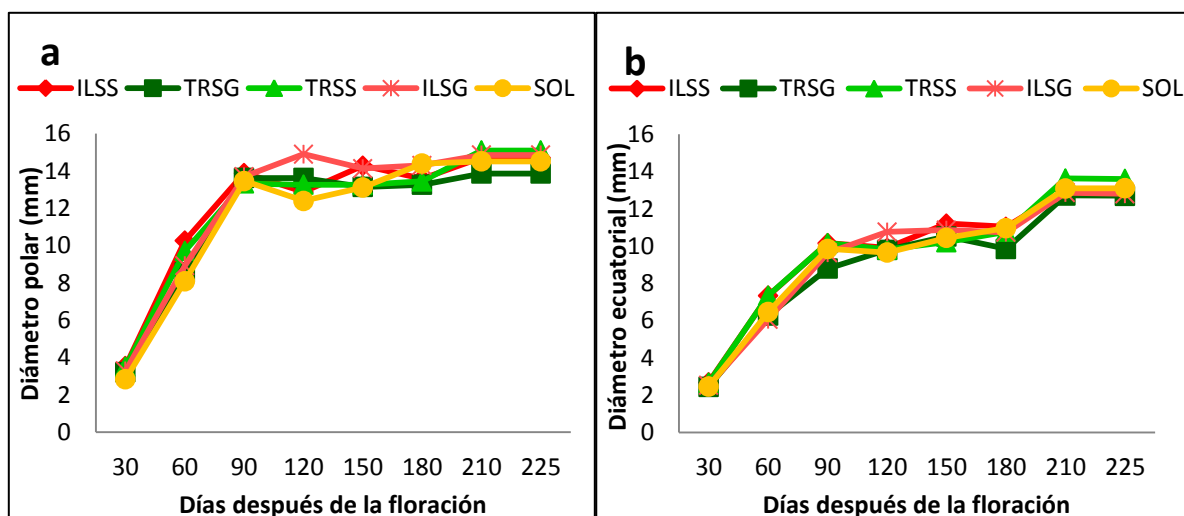 a
ILSS TRSG TRSS ILSG SOL
Diámetro polar (mm)
16
14
12
10
8
6
4
2
0
30 60 90 120 150 180 210 225
Días después de la floración
b
ILSS TRSG TRSS ILSG SOL
Diámetro ecuatorial (mm)
16
14
12
10
8
6
4
2
0
30 60 90 120 150 180 210 225
Días después de la floración